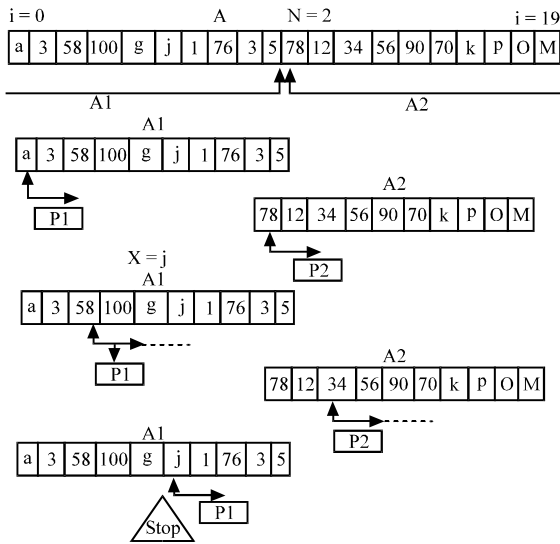 i = 0 A N = 2 i = 19
a 3 58 100 g j 1 76 3 5 78 12 34 56 90 70 k p O M
A1 A2
A1
a 3 58 100 g j 1 76 3 5
P1
A2
78 12 34 56 90 70 k p O M
P2
X = j
A1
a 3 58 100 g j 1 76 3 5
P1
A2
78 12 34 56 90 70 k p O M
P2
A1
a 3 58 100 g j 1 76 3 5
P1
Stop